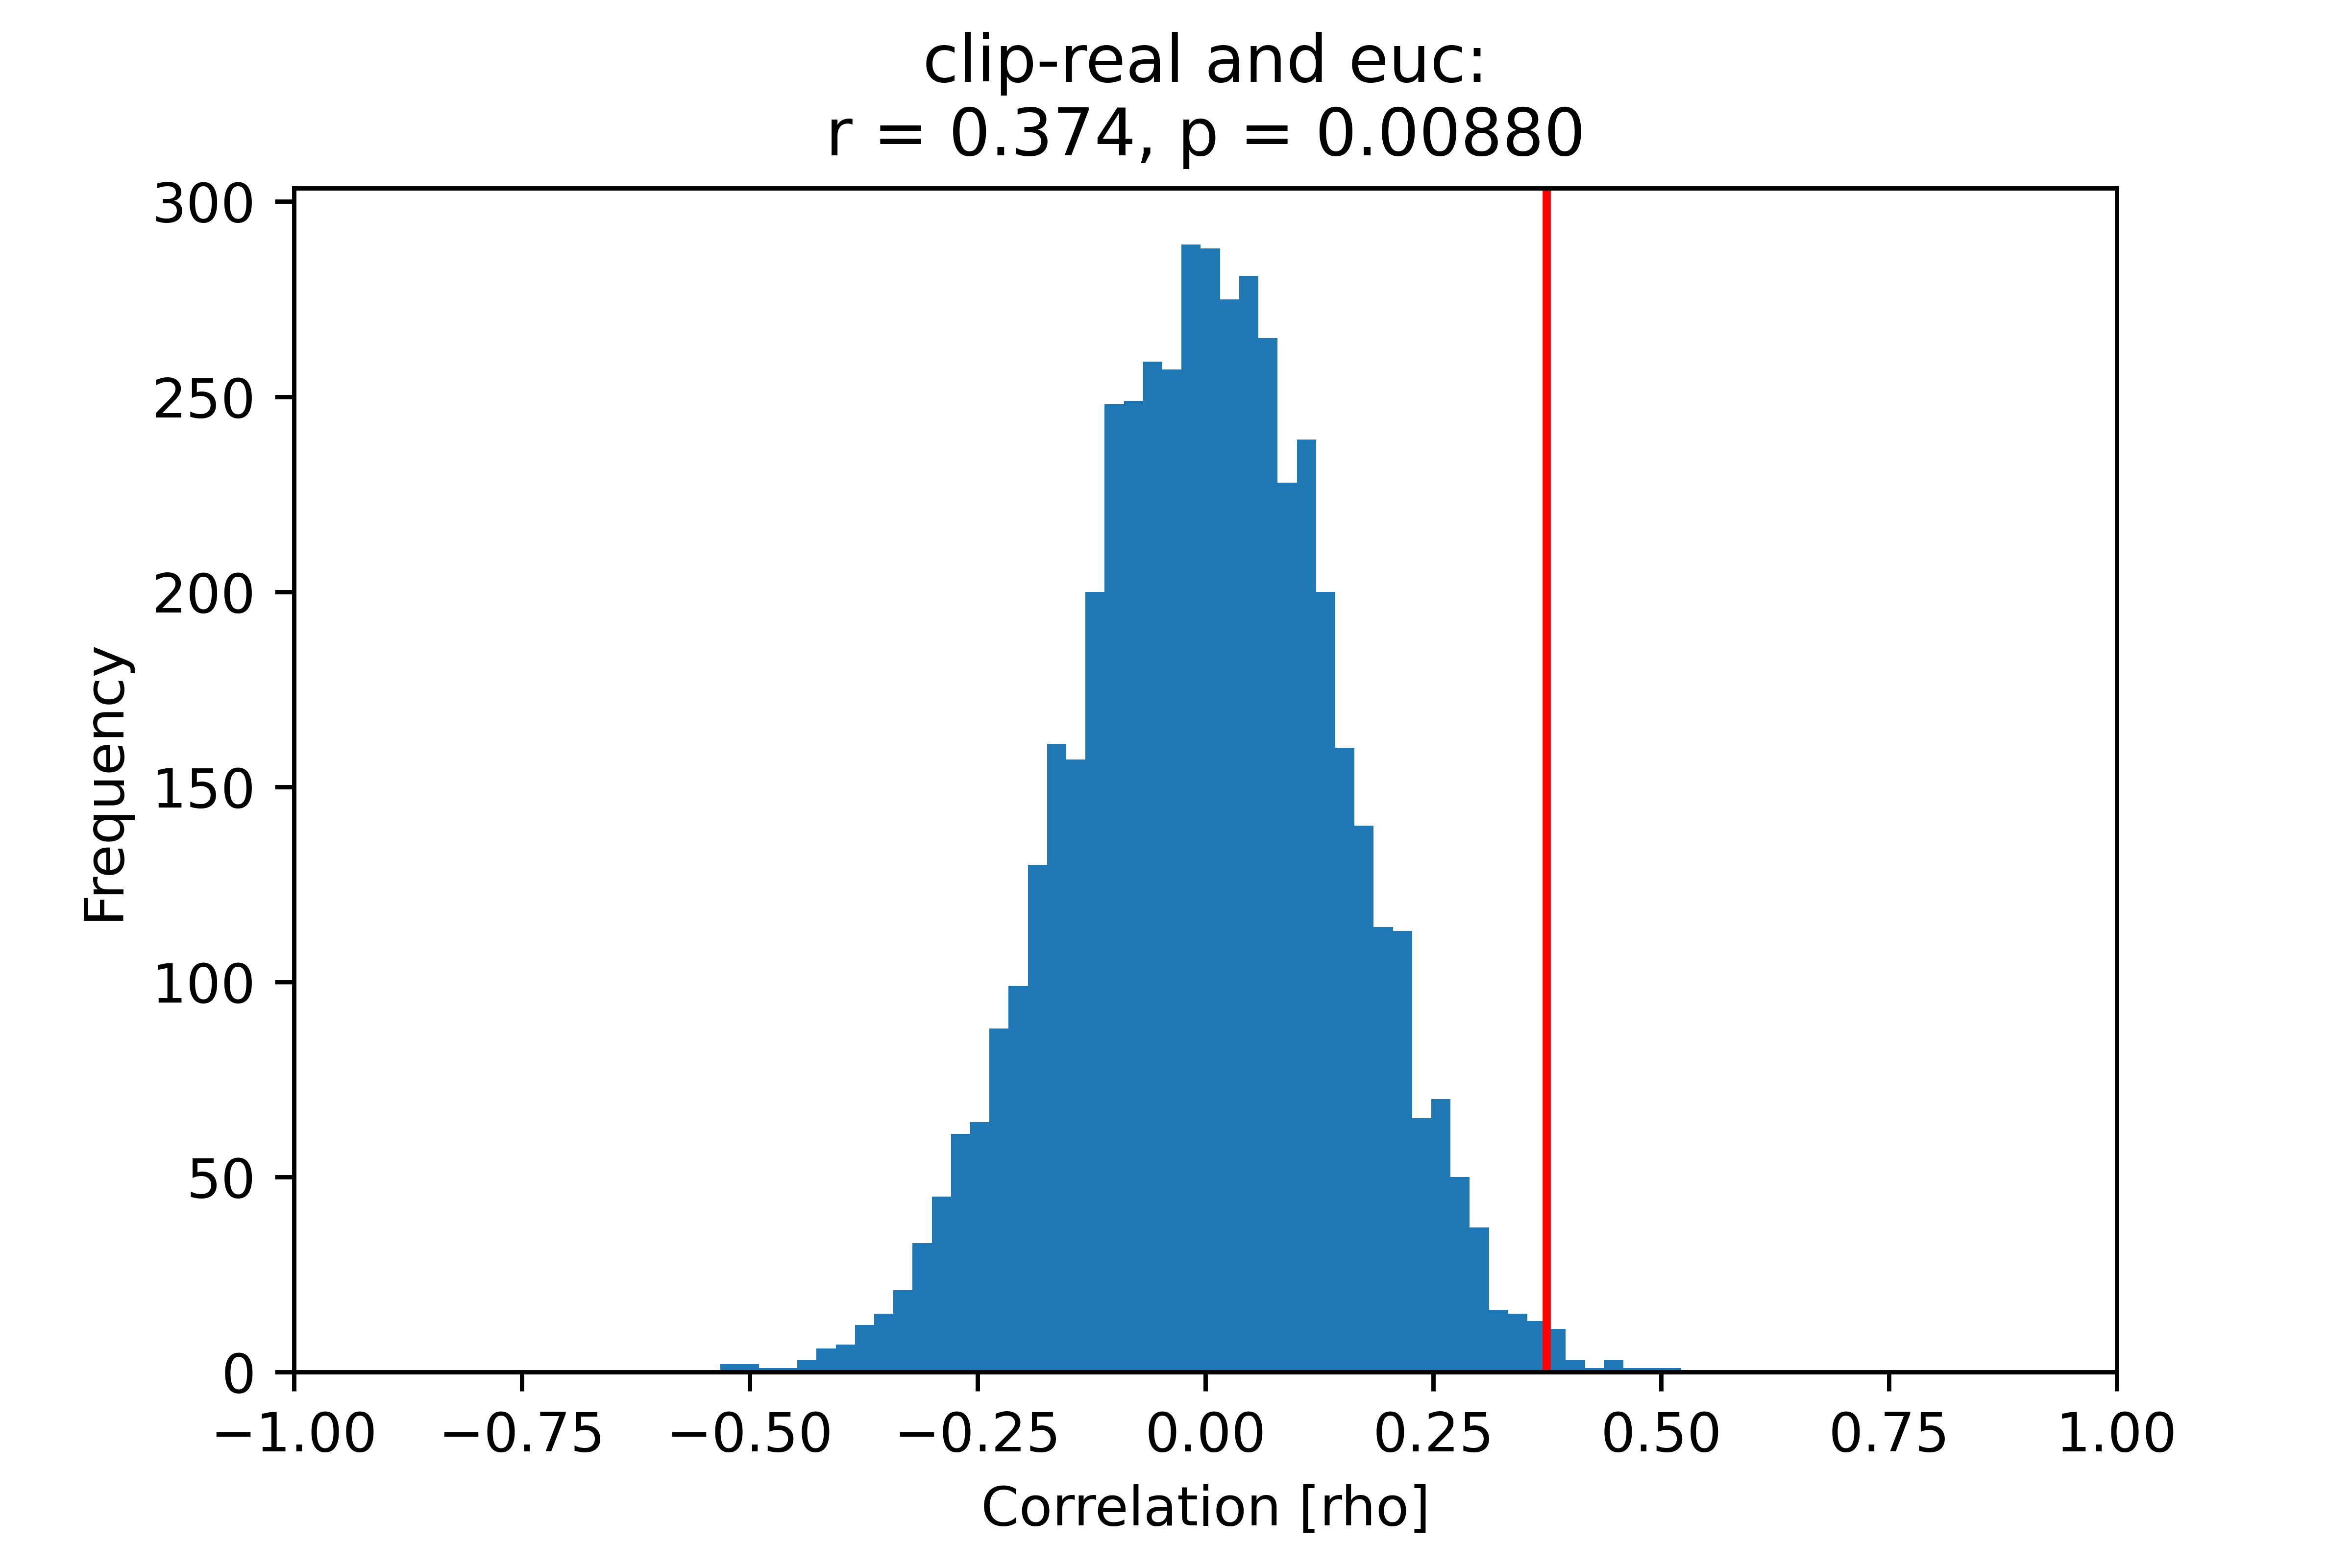 clip-real and euc:
r = 0.374, p = 0.00880
300
250
200
150
100
50
0
Frequency
−1.00 −0.75 −0.50 −0.25 0.00 0.25 0.50 0.75 1.00
Correlation [rho]